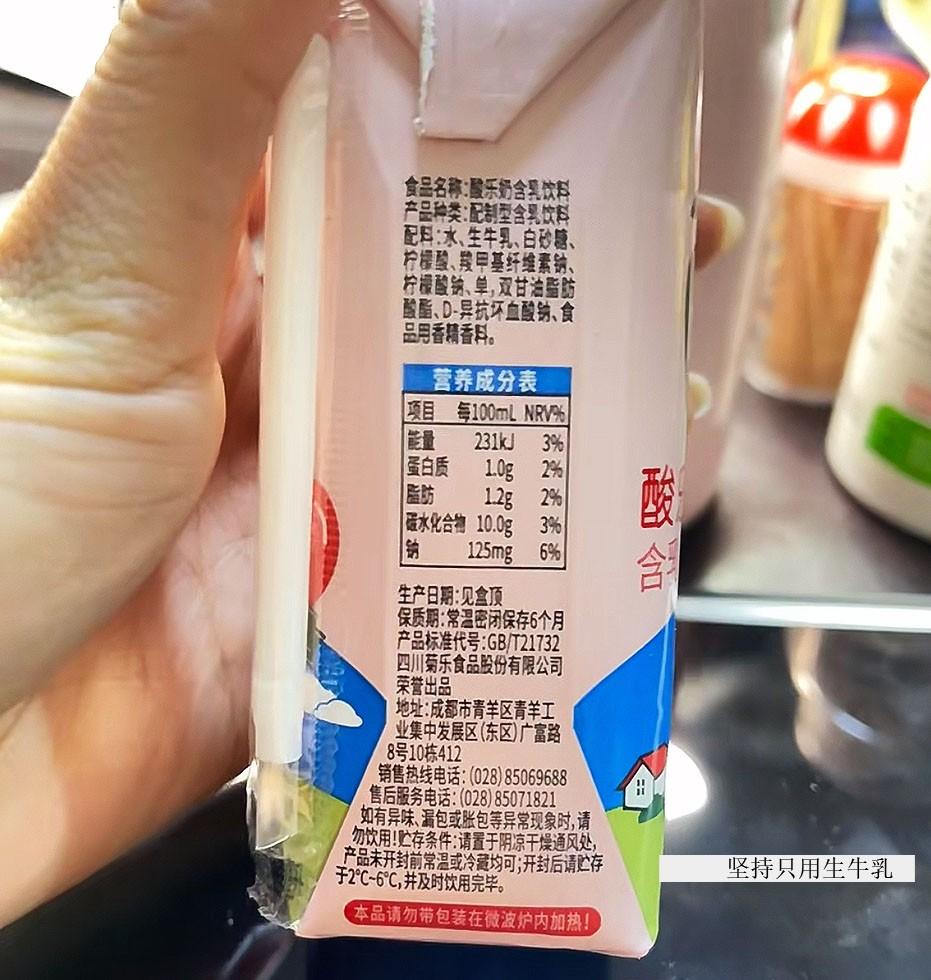 食品名称:酸乐奶含乳饮料
产品种类:配制型含乳饮料
配料:水、生牛乳、白砂糖、
柠檬酸、羧甲基纤维素钠、
柠檬酸钠、单,双甘油脂肪
酸酯、D-异抗坏血酸钠、食
品用香精香料。
营养成分表
项目 每100mL NRV%
能量 231kJ 3%
蛋白质 1.0g 2%
脂肪 1.2g 2%
碳水化合物 10.0g 3%
钠 125mg 6%
生产日期:见盒顶
保质期:常温密闭保存6个月
产品标准代号:GB/T21732
四川菊乐食品股份有限公司
荣誉出品
地址:成都市青羊区青羊工
业集中发展区(东区)广富路
8号10栋412
销售热线电话:(028)85069688
售后服务电话:(028)85071821
如有异味、漏包或胀包等异常现象时,请
勿饮用!贮存条件:请置于阴凉干燥通风处,
产品未开封前常温或冷藏均可;开封后请贮存
于2°C~6°C,并及时饮用完毕。
本品请勿带包装在微波炉内加热!
酸
含
坚持只用生牛乳